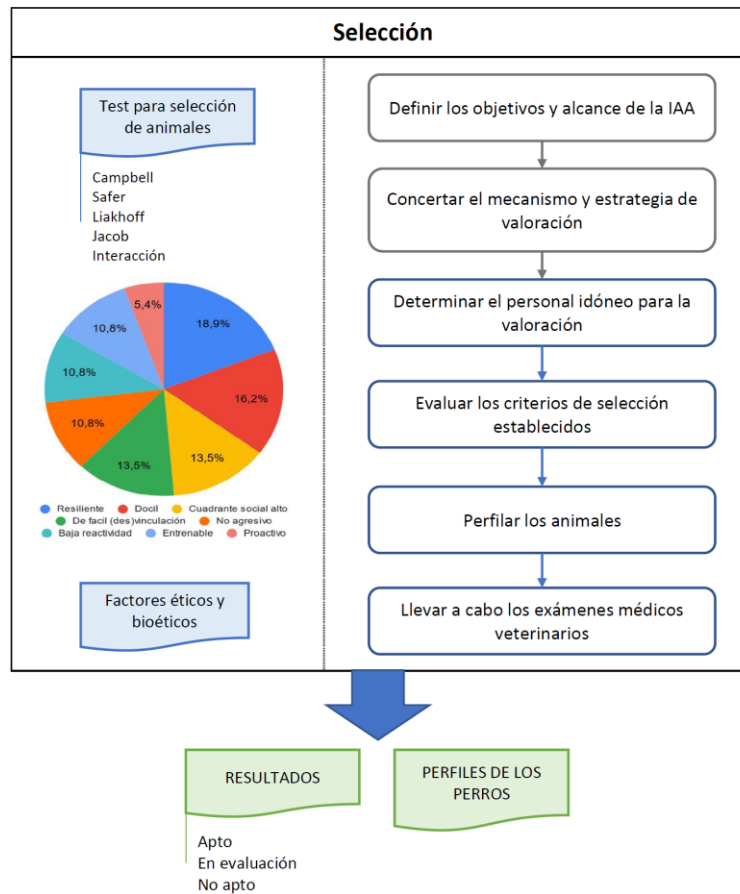 Selección
Test para selección
de animales
Campbell
Safer
Liakhoff
Jacob
Interacción
5,4%
18,9%
10,8%
10,8%
16,2%
10,8%
13,5%
13,5%
Resiliente Docil Cuadrante social alto
De facil (des)vinculación No agresivo
Baja reactividad Entrenable Proactivo
Factores éticos y
bioéticos
Definir los objetivos y alcance de la IAA
Concertar el mecanismo y estrategia de
valoración
Determinar el personal idóneo para la
valoración
Evaluar los criterios de selección
establecidos
Perfilar los animales
Llevar a cabo los exámenes médicos
veterinarios
RESULTADOS
Apto
En evaluación
No apto
PERFILES DE LOS
PERROS